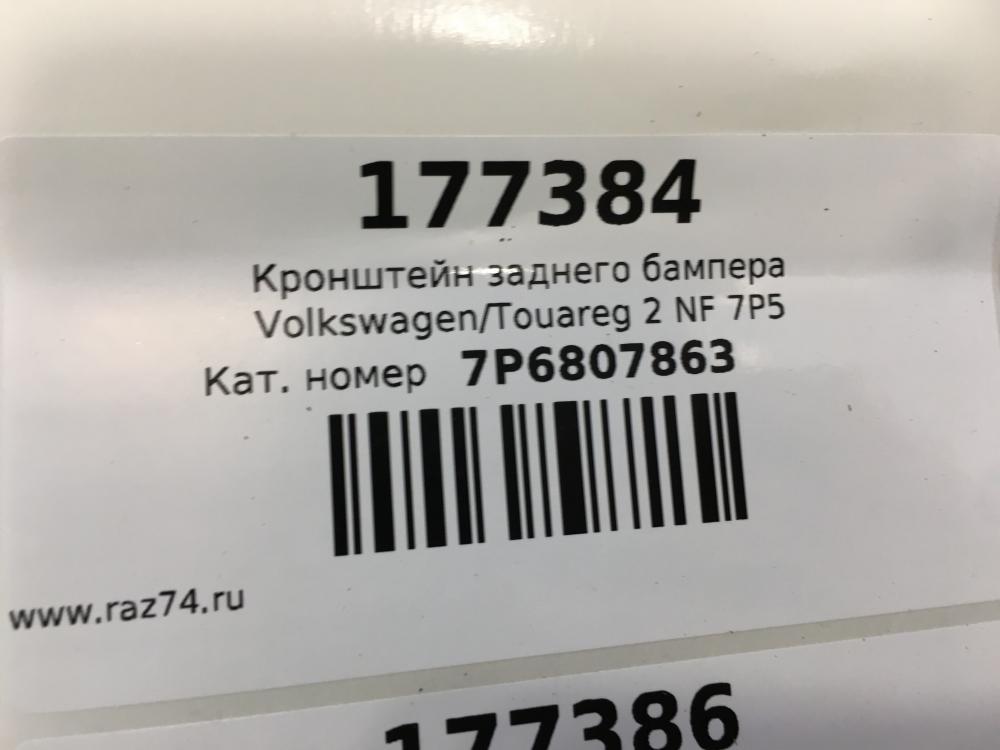 177384
Кронштейн заднего бампера
Volkswagen/Touareg 2 NF 7P5
Кат. номер 7P6807863
www.raz74.ru
177386